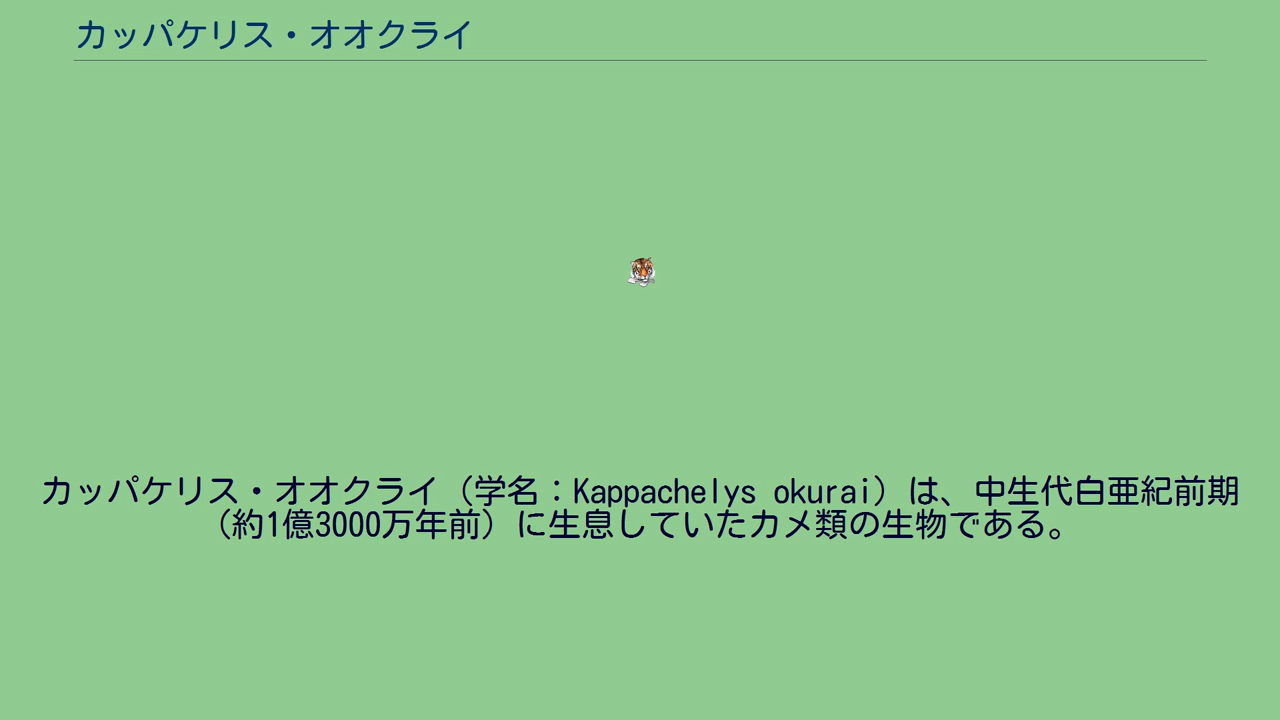 カッパケリス・オオクライ
カッパケリス・オオクライ（学名：Kappachelys okurai）は、中生代白亜紀前期
（約1億3000万年前）に生息していたカメ類の生物である。